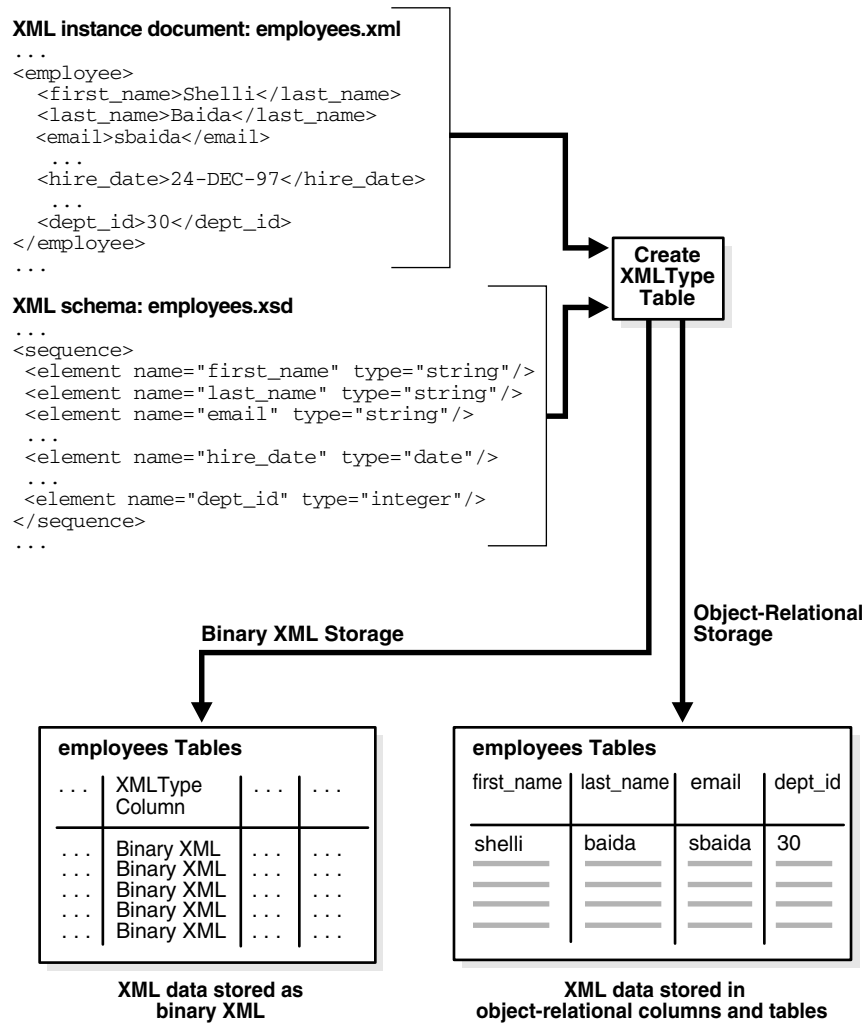 XML instance document: employees.xml
...
<employee>
<first_name>Shelli</last_name>
<last_name>Baida</last_name>
<email>sbaida</email>
...
<hire_date>24-DEC-97</hire_date>
...
<dept_id>30</dept_id>
</employee>
...
Create
XMLType
Table
XML schema: employees.xsd
...
<sequence>
<element name="first_name" type="string"/>
<element name="last_name" type="string"/>
<element name="email" type="string"/>
...
<element name="hire_date" type="date"/>
...
<element name="dept_id" type="integer"/>
</sequence>
...
Binary XML Storage
Object-Relational
Storage
employees Tables
... XMLType ... ...
Column
... Binary XML ... ...
... Binary XML ... ...
... Binary XML ... ...
... Binary XML ... ...
... Binary XML ... ...
XML data stored as
binary XML
employees Tables
first_name last_name email dept_id
shelli baida sbaida 30
XML data stored in
object-relational columns and tables